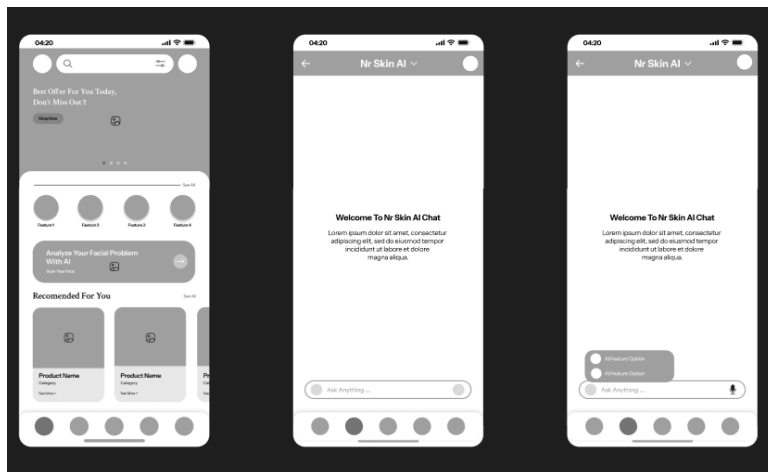 04:20
Best Offer For You Today,
Don't Miss Out !!
Shop Now
See All
Feature 1
Feature 2
Feature 3
Feature 4
Analyze Your Facial Problem
With AI
Scan Your Face
Recomended For You
See All
Product Name
Category
See More >
Product Name
Category
See More >
04:20
Nr Skin AI
Welcome To Nr Skin AI Chat
Lorem ipsum dolor sit amet, consectetur
adipiscing elit, sed do eiusmod tempor
incididunt ut labore et dolore
magna aliqua.
Ask Anything ...
04:20
Nr Skin AI
Welcome To Nr Skin AI Chat
Lorem ipsum dolor sit amet, consectetur
adipiscing elit, sed do eiusmod tempor
incididunt ut labore et dolore
magna aliqua.
AI Feature Option
AI Feature Option
Ask Anything ...